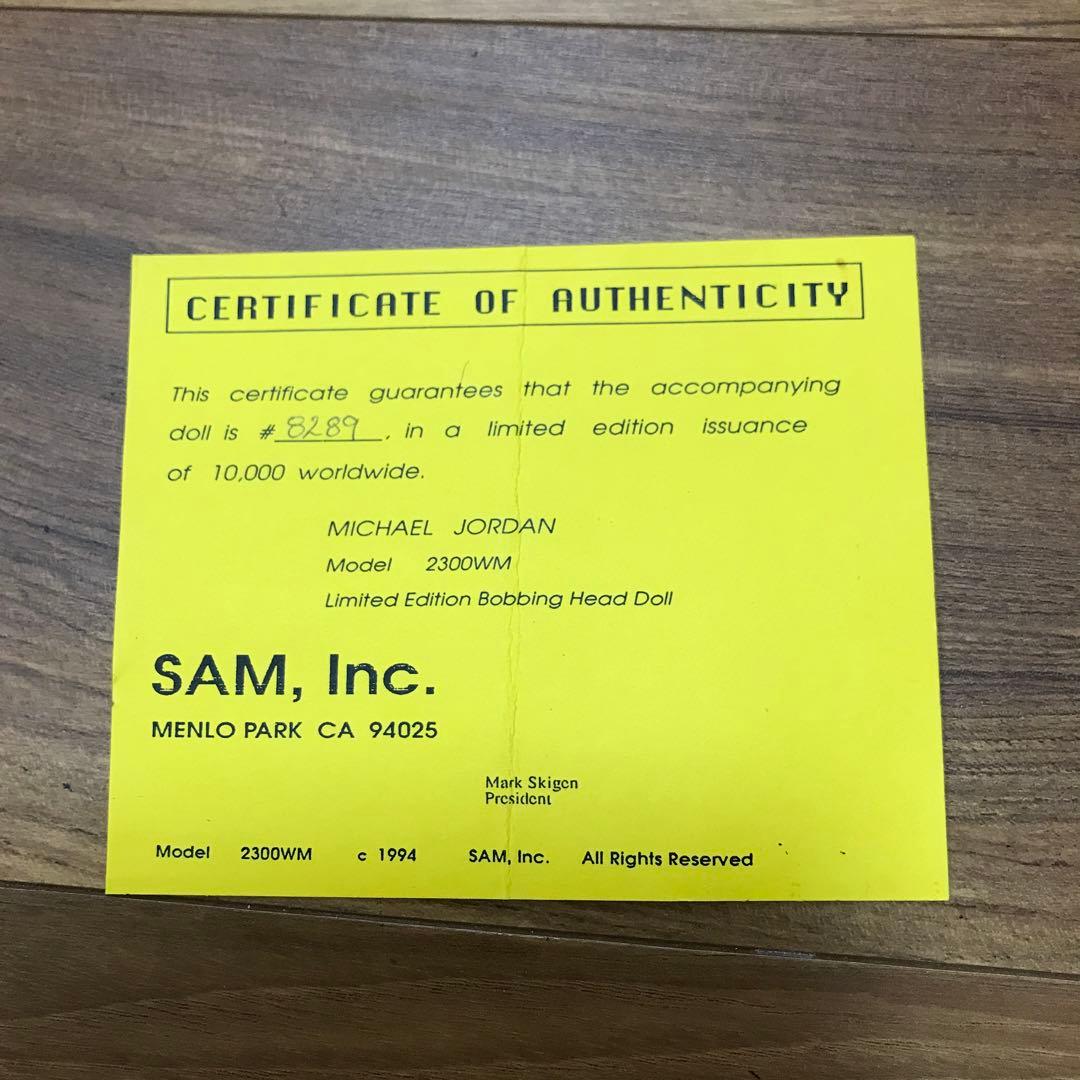 CERTIFICATE OF AUTHENTICITY
This certificate guarantees that the accompanying
doll is # 8289, in a limited edition issuance
of 10,000 worldwide.
MICHAEL JORDAN
Model 2300WM
Limited Edition Bobbing Head Doll
SAM, Inc.
MENLO PARK CA 94025
Mark Skigen
President
Model 2300WM c 1994 SAM, Inc. All Rights Reserved